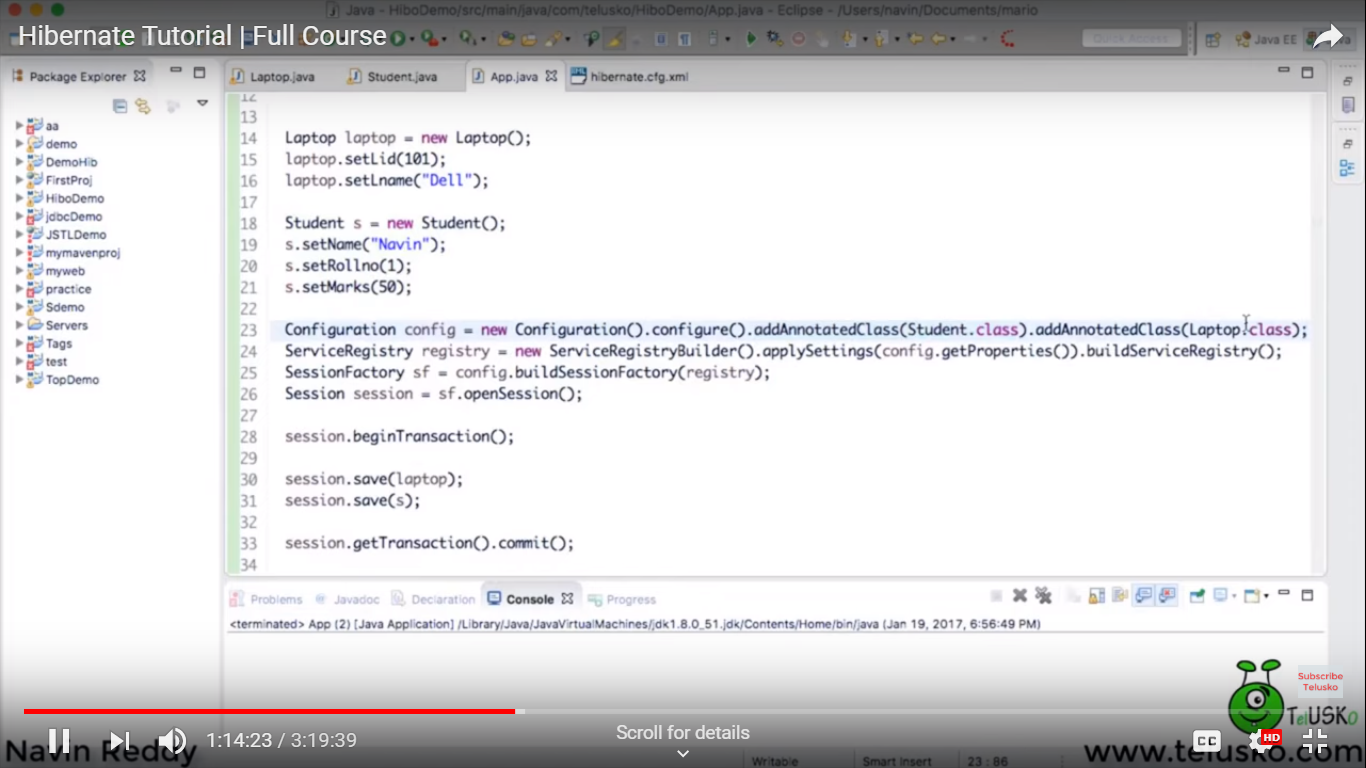 Java - HiboDemo/src/main/java/com/telusko/HiboDemo/App.java - Eclipse - /Users/navin/Documents/mario
Hibernate Tutorial | Full Course
Quick Access
Java EE
Package Explorer
Laptop.java
Student.java
App.java
hibernate.cfg.xml
aa
demo
DemoHib
FirstProj
HiboDemo
jdbcDemo
JSTLDemo
mymavenproj
myweb
practice
Sdemo
Servers
Tags
test
TopDemo
12
13
14 Laptop laptop = new Laptop();
15 laptop.setLid(101);
16 laptop.setLname("Dell");
17
18 Student s = new Student();
19 s.setName("Navin");
20 s.setRollno(1);
21 s.setMarks(50);
22
23 Configuration config = new Configuration().configure().addAnnotatedClass(Student.class).addAnnotatedClass(Laptop.class);
24 ServiceRegistry registry = new ServiceRegistryBuilder().applySettings(config.getProperties()).buildServiceRegistry();
25 SessionFactory sf = config.buildSessionFactory(registry);
26 Session session = sf.openSession();
27
28 session.beginTransaction();
29
30 session.save(laptop);
31 session.save(s);
32
33 session.getTransaction().commit();
34
Problems
Javadoc
Declaration
Console
Progress
<terminated> App (2) [Java Application] /Library/Java/JavaVirtualMachines/jdk1.8.0_51.jdk/Contents/Home/bin/java (Jan 19, 2017, 6:56:49 PM)
Subscribe
Telusko
TelUSKO
Scroll for details
1:14:23 / 3:19:39
CC
HD
Navin Reddy
www.telusko.com
Writable
Smart Insert
23 : 86